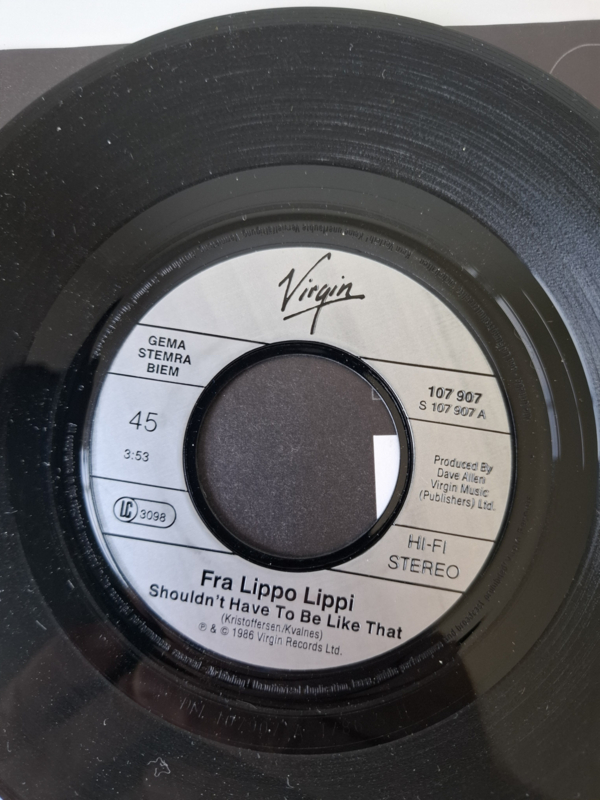 Virgin
GEMA
STEMRA
BIEM
45
3:53
LC 3098
107 907
S 107 907 A
Produced By
Dave Allen
Virgin Music
(Publishers) Ltd.
HI-FI
STEREO
Fra Lippo Lippi
Shouldn't Have To Be Like That
(Kristoffersen/Kvalnes)
℗ & © 1986 Virgin Records Ltd.